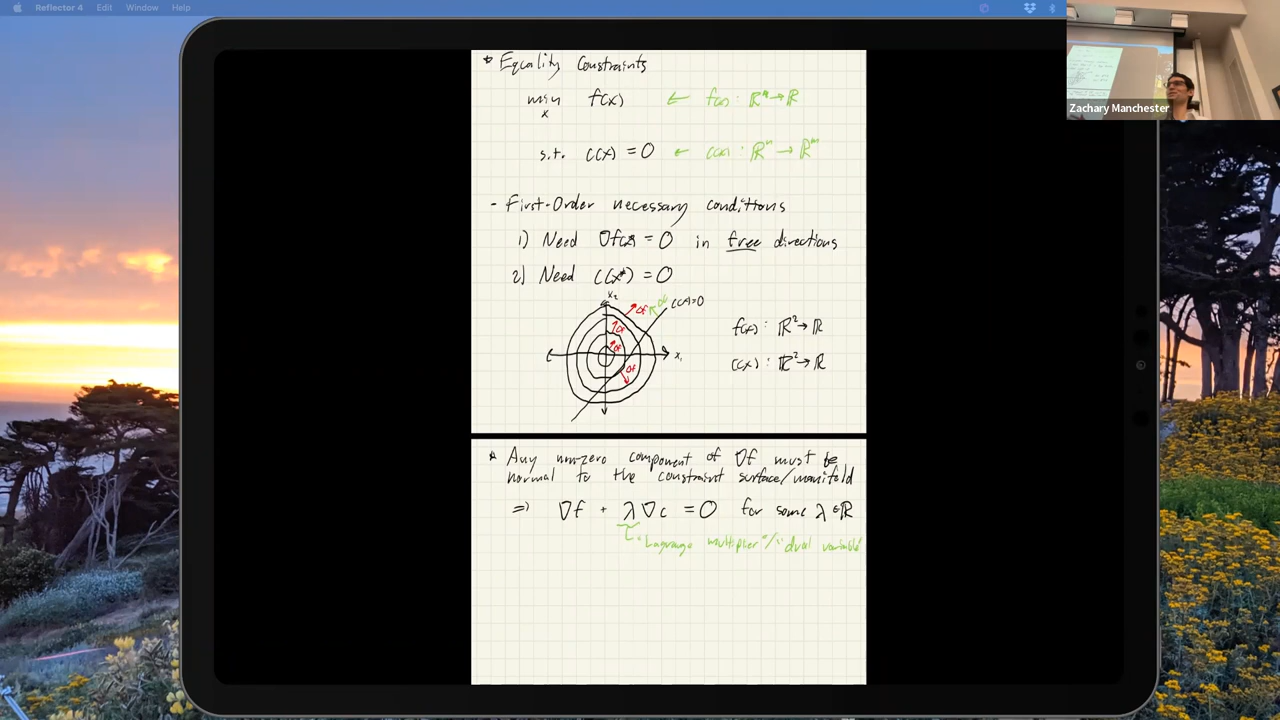 Reflector 4 Edit Window Help
Zachary Manchester
* Equality Constraints
min f(x) ← f(x): ℝⁿ→ℝ
x
s.t. c(x) = 0 ← c(x): ℝⁿ→ℝᵐ
- First-Order necessary conditions
1) Need ∇f(x) = 0 in free directions
2) Need c(x*) = 0
x₂
∇f ∇c c(x)=0
∇f
∇f
x₁
∇f
f(x): ℝ²→ℝ
c(x): ℝ²→ℝ
* Any non-zero component of ∇f must be
normal to the constraint surface/manifold
⇒ ∇f + λ∇c = 0 for some λ∈ℝ
"Lagrange multiplier"/"dual variable"